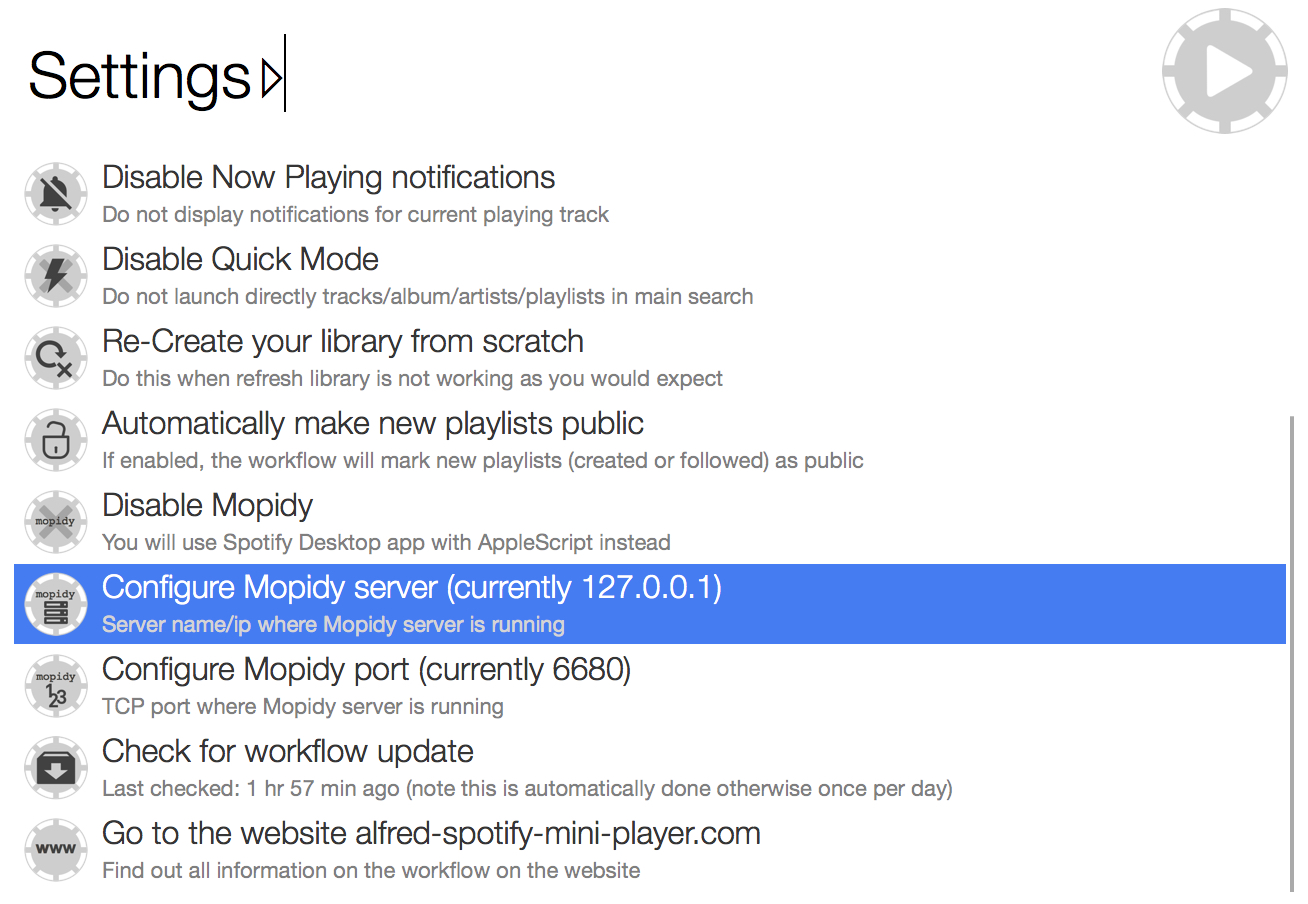 Settings ▷
Disable Now Playing notifications
Do not display notifications for current playing track
Disable Quick Mode
Do not launch directly tracks/album/artists/playlists in main search
Re-Create your library from scratch
Do this when refresh library is not working as you would expect
Automatically make new playlists public
If enabled, the workflow will mark new playlists (created or followed) as public
mopidy
Disable Mopidy
You will use Spotify Desktop app with AppleScript instead
mopidy
Configure Mopidy server (currently 127.0.0.1)
Server name/ip where Mopidy server is running
mopidy
123
Configure Mopidy port (currently 6680)
TCP port where Mopidy server is running
Check for workflow update
Last checked: 1 hr 57 min ago (note this is automatically done otherwise once per day)
www
Go to the website alfred-spotify-mini-player.com
Find out all information on the workflow on the website